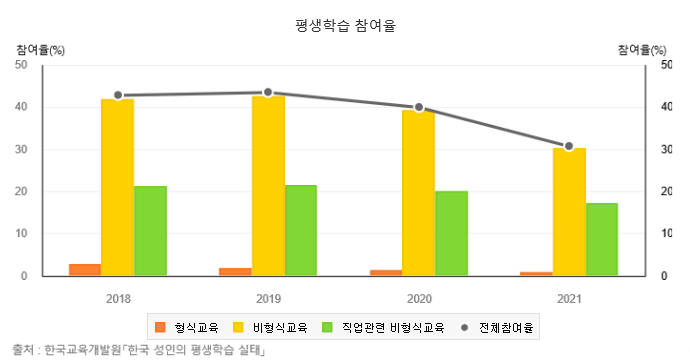 평생학습 참여율
참여율(%) 참여율(%)
50 50
40 40
30 30
20 20
10 10
0 0
2018 2019 2020 2021
형식교육 비형식교육 직업관련 비형식교육 전체참여율
출처 : 한국교육개발원「한국 성인의 평생학습 실태」